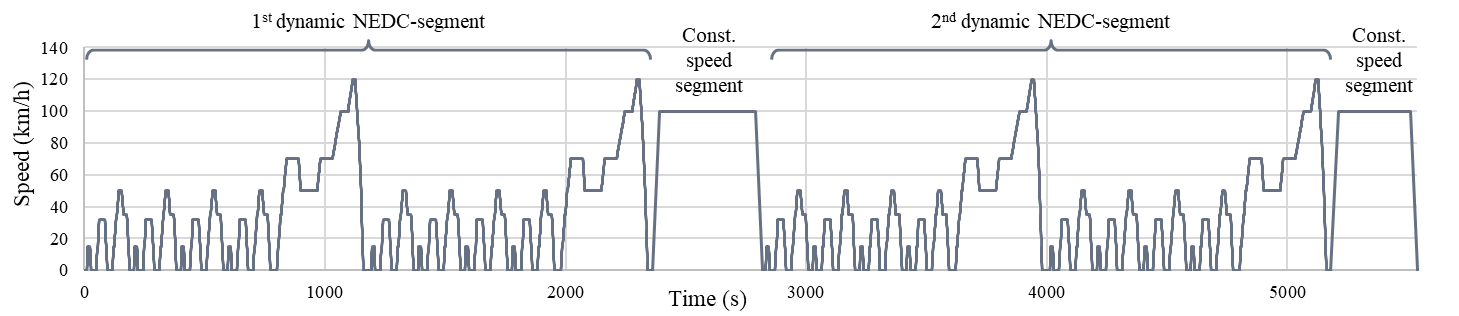 1st dynamic NEDC-segment
Const.
speed
segment
2nd dynamic NEDC-segment
Const.
speed
segment
Speed (km/h)
140
120
100
80
60
40
20
0
0 1000 2000 3000 4000 5000
Time (s)